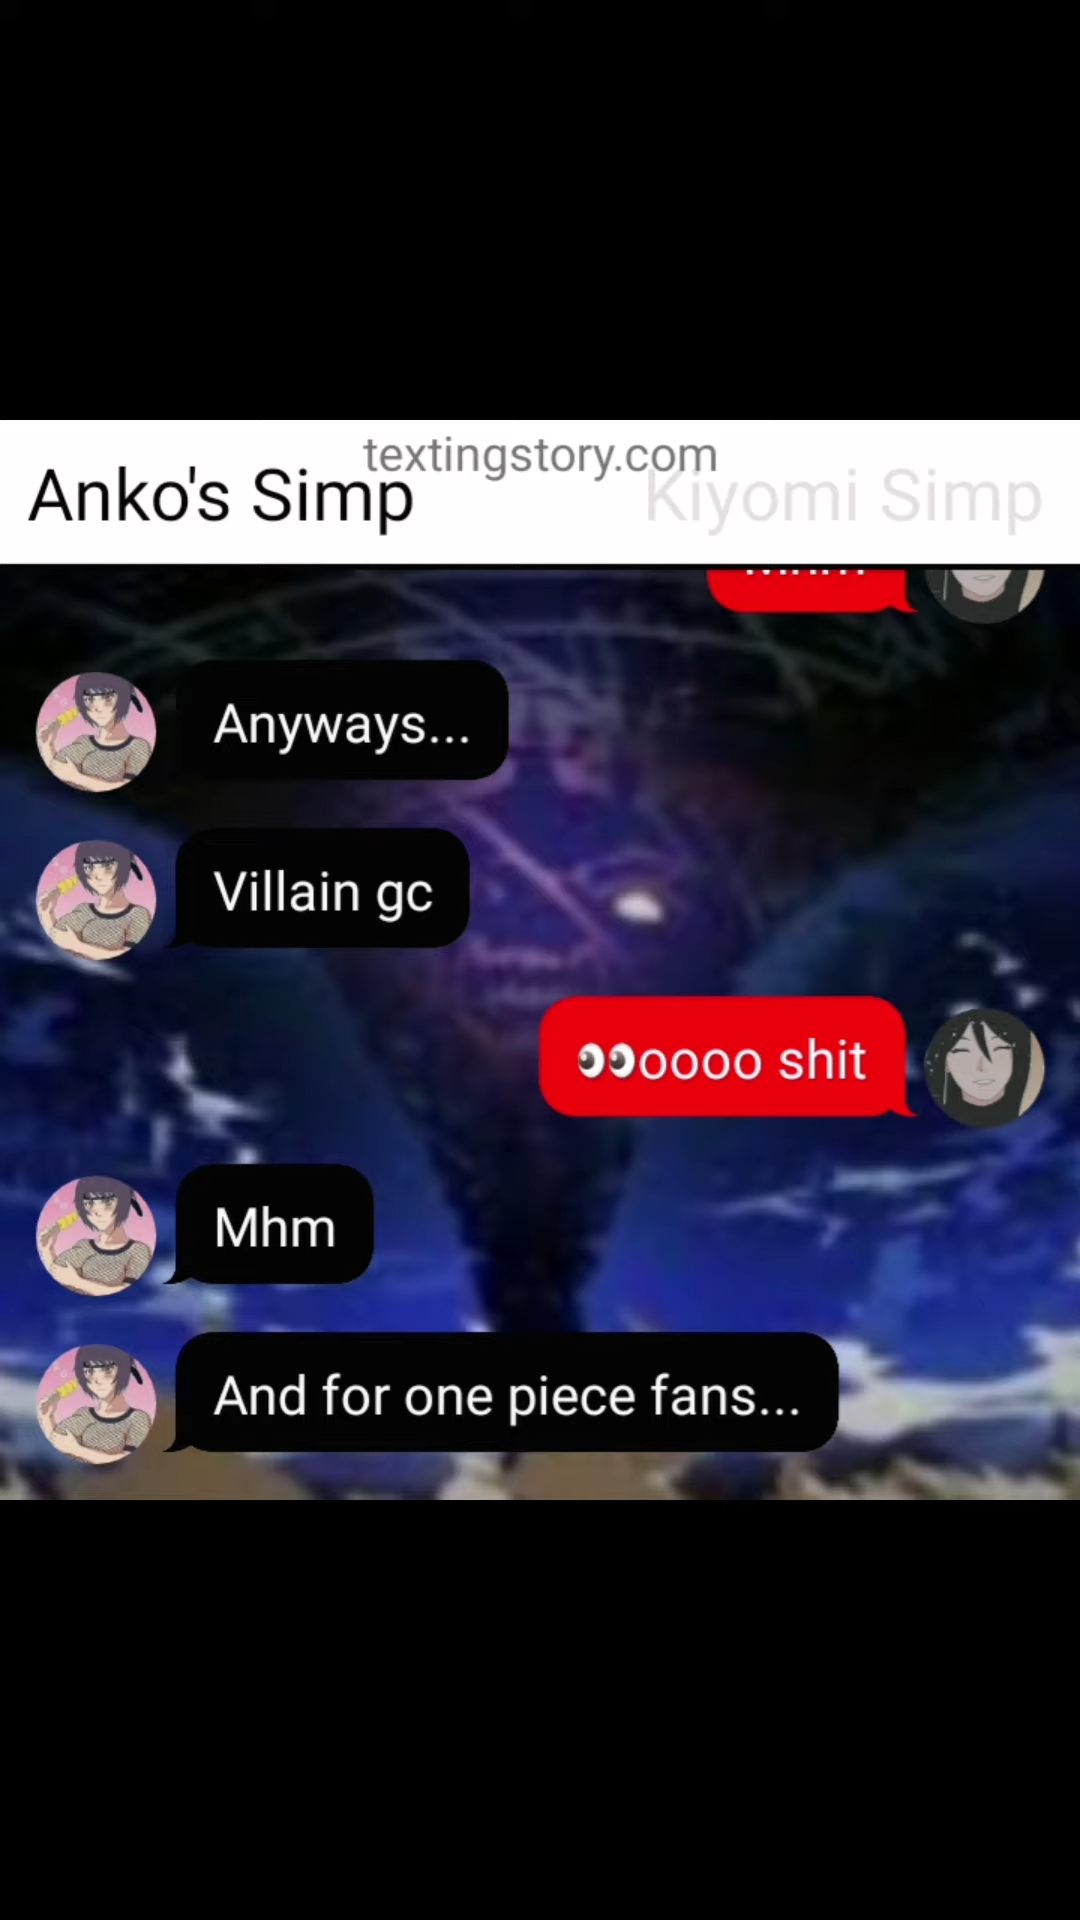 textingstory.com
Anko's Simp
Kiyomi Simp
Anyways...
Villain gc
👀oooo shit
Mhm
And for one piece fans...